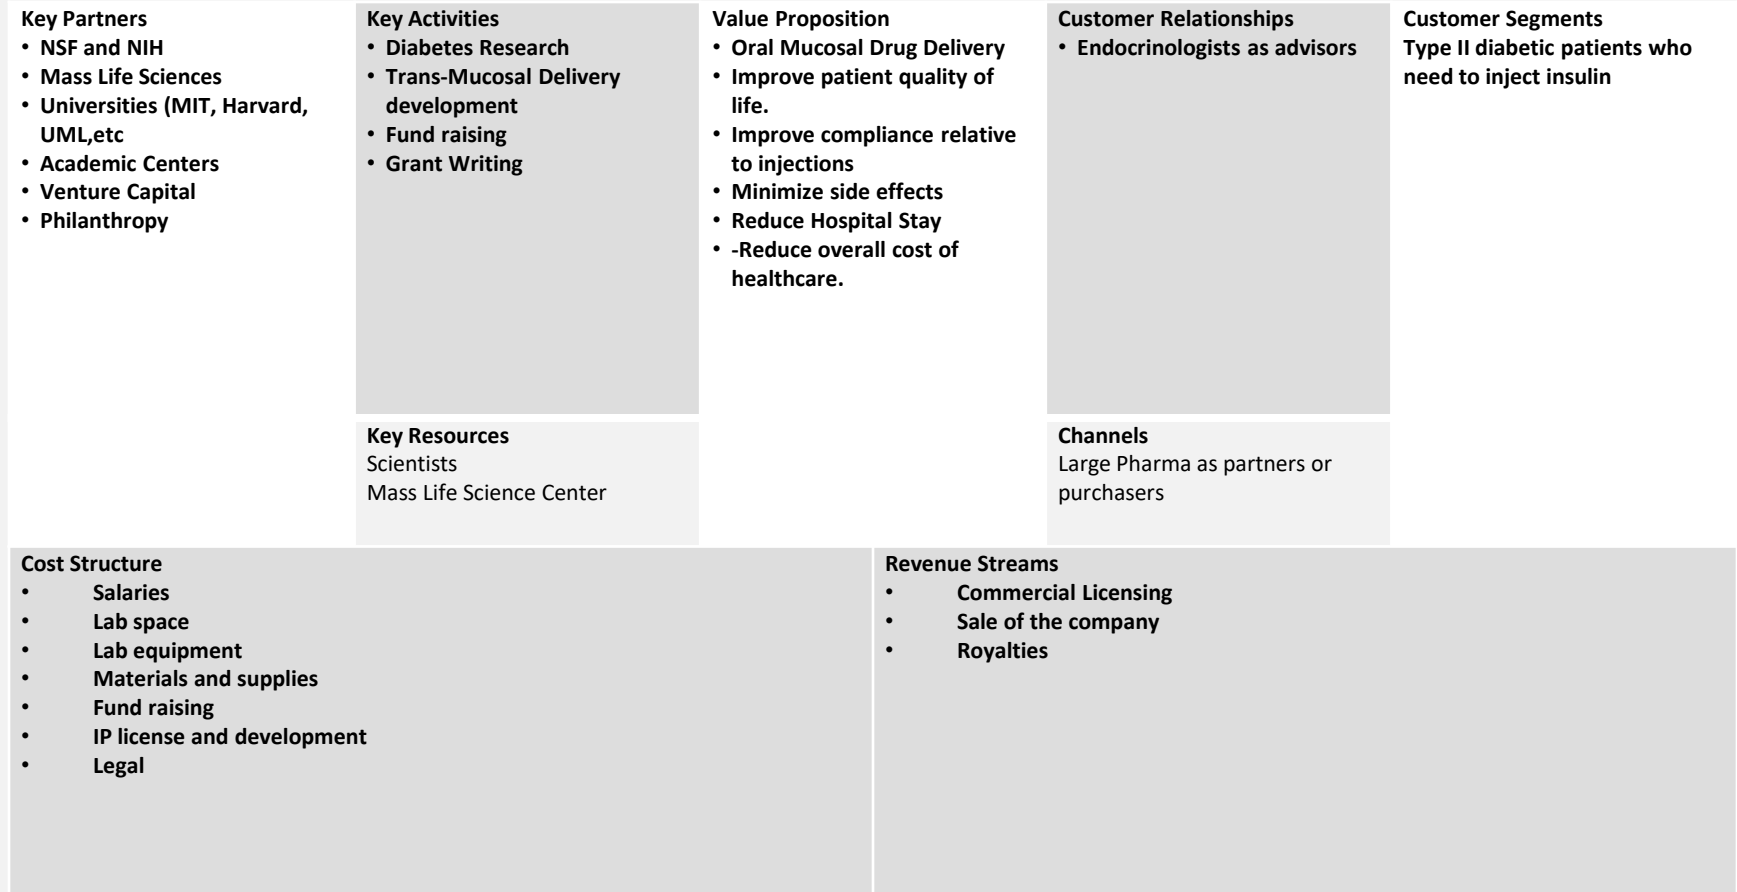 Key Partners
• NSF and NIH
• Mass Life Sciences
• Universities (MIT, Harvard,
UML,etc
• Academic Centers
• Venture Capital
• Philanthropy
Key Activities
• Diabetes Research
• Trans-Mucosal Delivery
development
• Fund raising
• Grant Writing
Key Resources
Scientists
Mass Life Science Center
Value Proposition
• Oral Mucosal Drug Delivery
• Improve patient quality of
life.
• Improve compliance relative
to injections
• Minimize side effects
• Reduce Hospital Stay
• -Reduce overall cost of
healthcare.
Customer Relationships
• Endocrinologists as advisors
Channels
Large Pharma as partners or
purchasers
Customer Segments
Type II diabetic patients who
need to inject insulin
Cost Structure
• Salaries
• Lab space
• Lab equipment
• Materials and supplies
• Fund raising
• IP license and development
• Legal
Revenue Streams
• Commercial Licensing
• Sale of the company
• Royalties